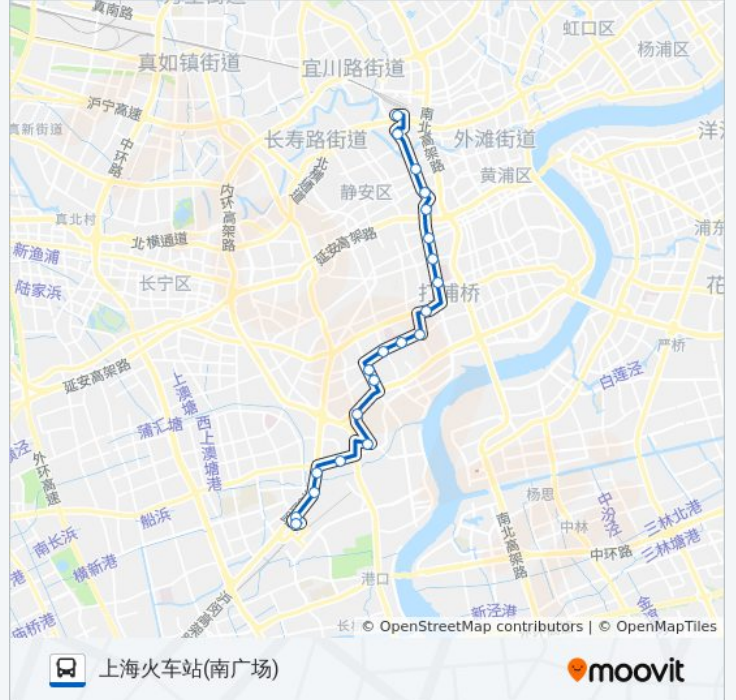 真南路
虹口区
杨浦区
真如镇街道
宜川路街道
沪宁高速
南北高架路
真新街道
长寿路街道
外滩街道
中环路
北横通道
静安区
黄浦区
内环高架路
真北村
北横通道
延安高架路
新渔浦
长宁区
陆家浜
打浦桥
严桥
延安高架路
上澳塘
白莲泾
蒲汇塘
西上澳塘港
外环高速
杨思
中汾泾
船浜
南北高架路
中林
三林北港
南长浜
中环路
三林塘港
横新港
港口
新泾港
© OpenStreetMap contributors | © OpenMapTiles
上海火车站(南广场)
moovit